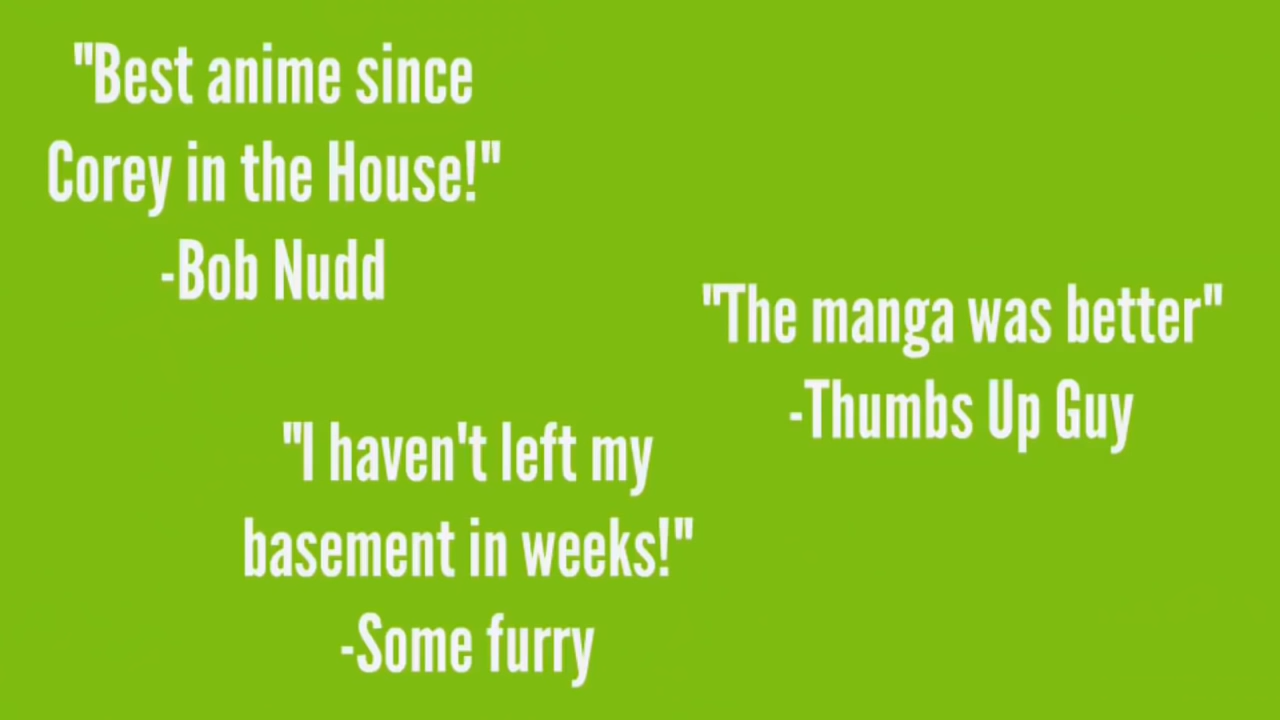 "Best anime since
Corey in the House!"
-Bob Nudd
"The manga was better"
-Thumbs Up Guy
"I haven't left my
basement in weeks!"
-Some furry